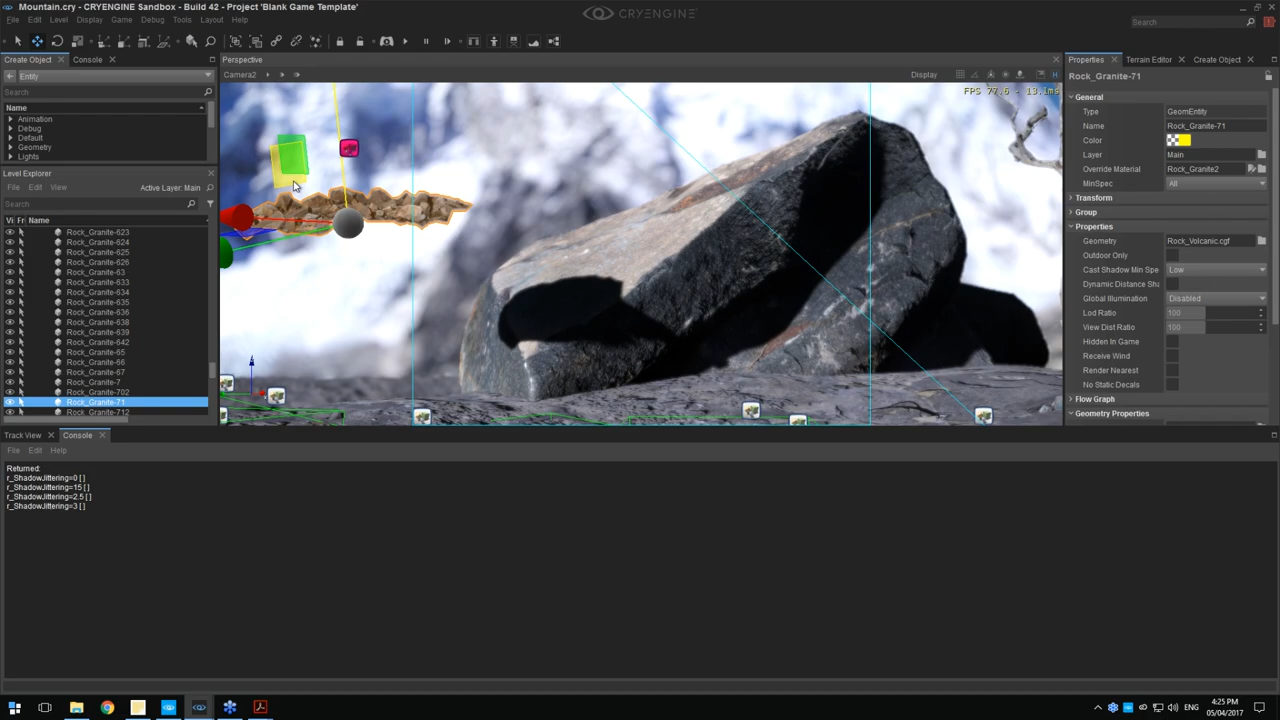 Mountain.cry - CRYENGINE Sandbox - Build 42 - Project 'Blank Game Template'
CRYENGINE
File Edit Level Display Game Debug Tools Layout Help
Search
Create Object
Console
Perspective
Properties
Terrain Editor
Create Object
Entity
Camera2
Display
H
FPS 77.5 - 13.1ms
Search
Name
Animation
Debug
Default
Geometry
Lights
Level Explorer
File Edit View
Active Layer: Main
Search
Vi Fr Name
Rock_Granite-623
Rock_Granite-624
Rock_Granite-625
Rock_Granite-626
Rock_Granite-63
Rock_Granite-633
Rock_Granite-634
Rock_Granite-635
Rock_Granite-636
Rock_Granite-638
Rock_Granite-639
Rock_Granite-642
Rock_Granite-65
Rock_Granite-66
Rock_Granite-67
Rock_Granite-7
Rock_Granite-702
Rock_Granite-71
Rock_Granite-712
Rock_Granite-71
General
Type GeomEntity
Name Rock_Granite-71
Color
Layer Main
Override Material Rock_Granite2
MinSpec All
Transform
Group
Properties
Geometry Rock_Volcanic.cgf
Outdoor Only
Cast Shadow Min Spe Low
Dynamic Distance Sha
Global Illumination Disabled
Lod Ratio 100
View Dist Ratio 100
Hidden In Game
Receive Wind
Render Nearest
No Static Decals
Flow Graph
Geometry Properties
Track View
Console
File Edit Help
Returned:
r_ShadowJittering=0 [ ]
r_ShadowJittering=15 [ ]
r_ShadowJittering=2.5 [ ]
r_ShadowJittering=3 [ ]
ENG
4:25 PM
05/04/2017